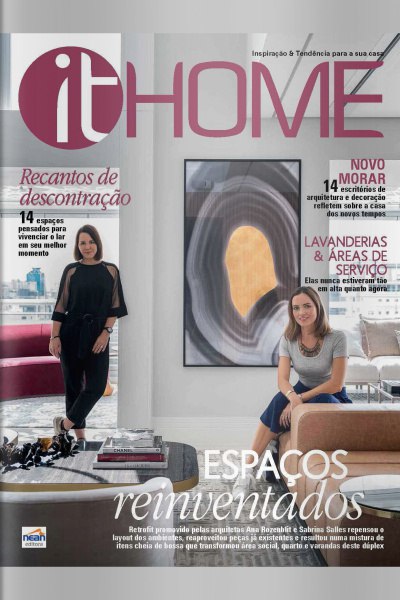 Inspiração & Tendência para a sua casa
it HOME
Recantos de
descontração
14 espaços
pensados para
vivenciar o lar
em seu melhor
momento
NOVO
MORAR
14 escritórios de
arquitetura e decoração
refletem sobre a casa
dos novos tempos
LAVANDERIAS
& ÁREAS DE
SERVIÇO
Elas nunca estiveram tão
em alta quanto agora
CHANEL
ESPAÇOS
reinventados
Retrofit promovido pelas arquitetas Ana Rozenblit e Sabrina Salles repensou o
layout dos ambientes, reaproveitou peças já existentes e resultou numa mistura de
itens cheia de bossa que transformou área social, quarto e varandas deste dúplex
neah
editora